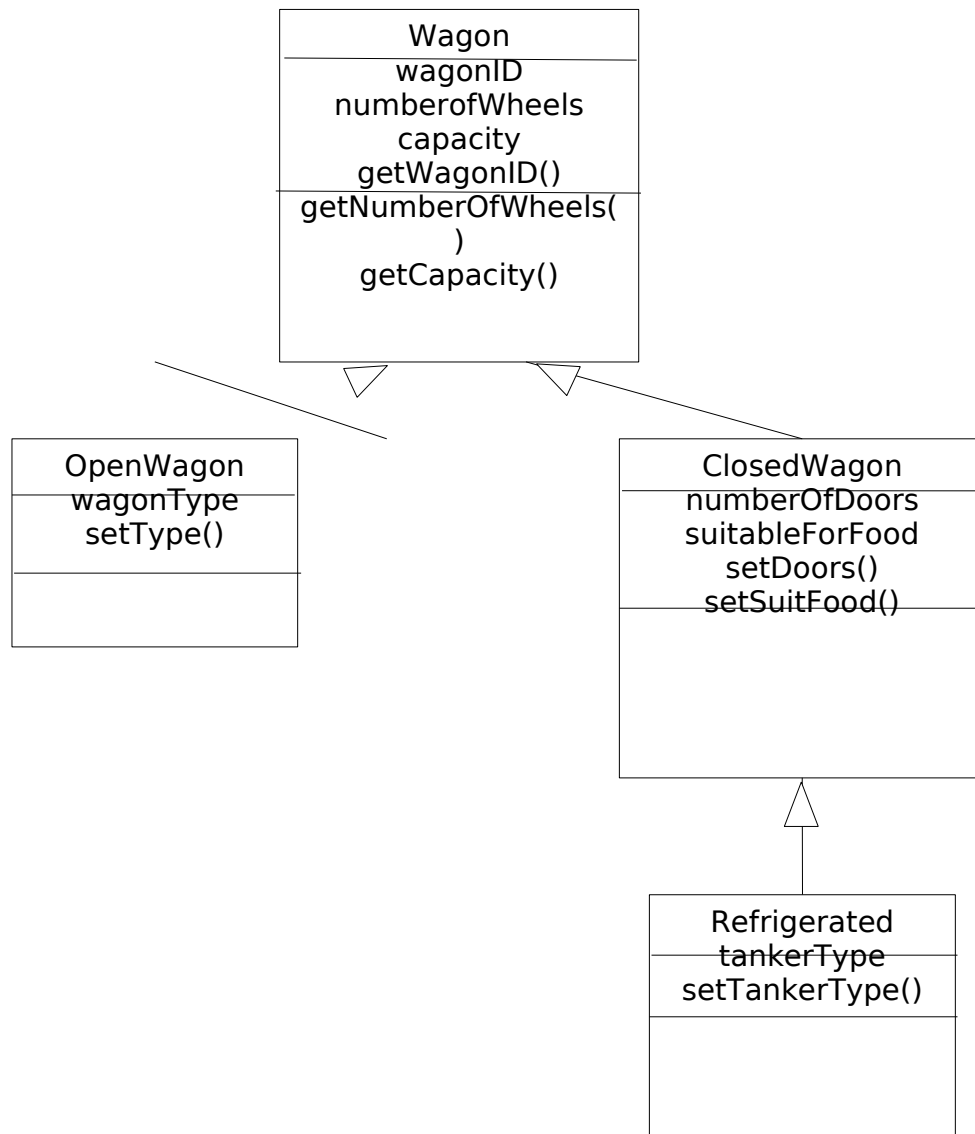 Wagon
wagonID
numberofWheels
capacity
getWagonID()
getNumberOfWheels(
)
getCapacity()
OpenWagon
wagonType
setType()
ClosedWagon
numberOfDoors
suitableForFood
setDoors()
setSuitFood()
Refrigerated
tankerType
setTankerType()